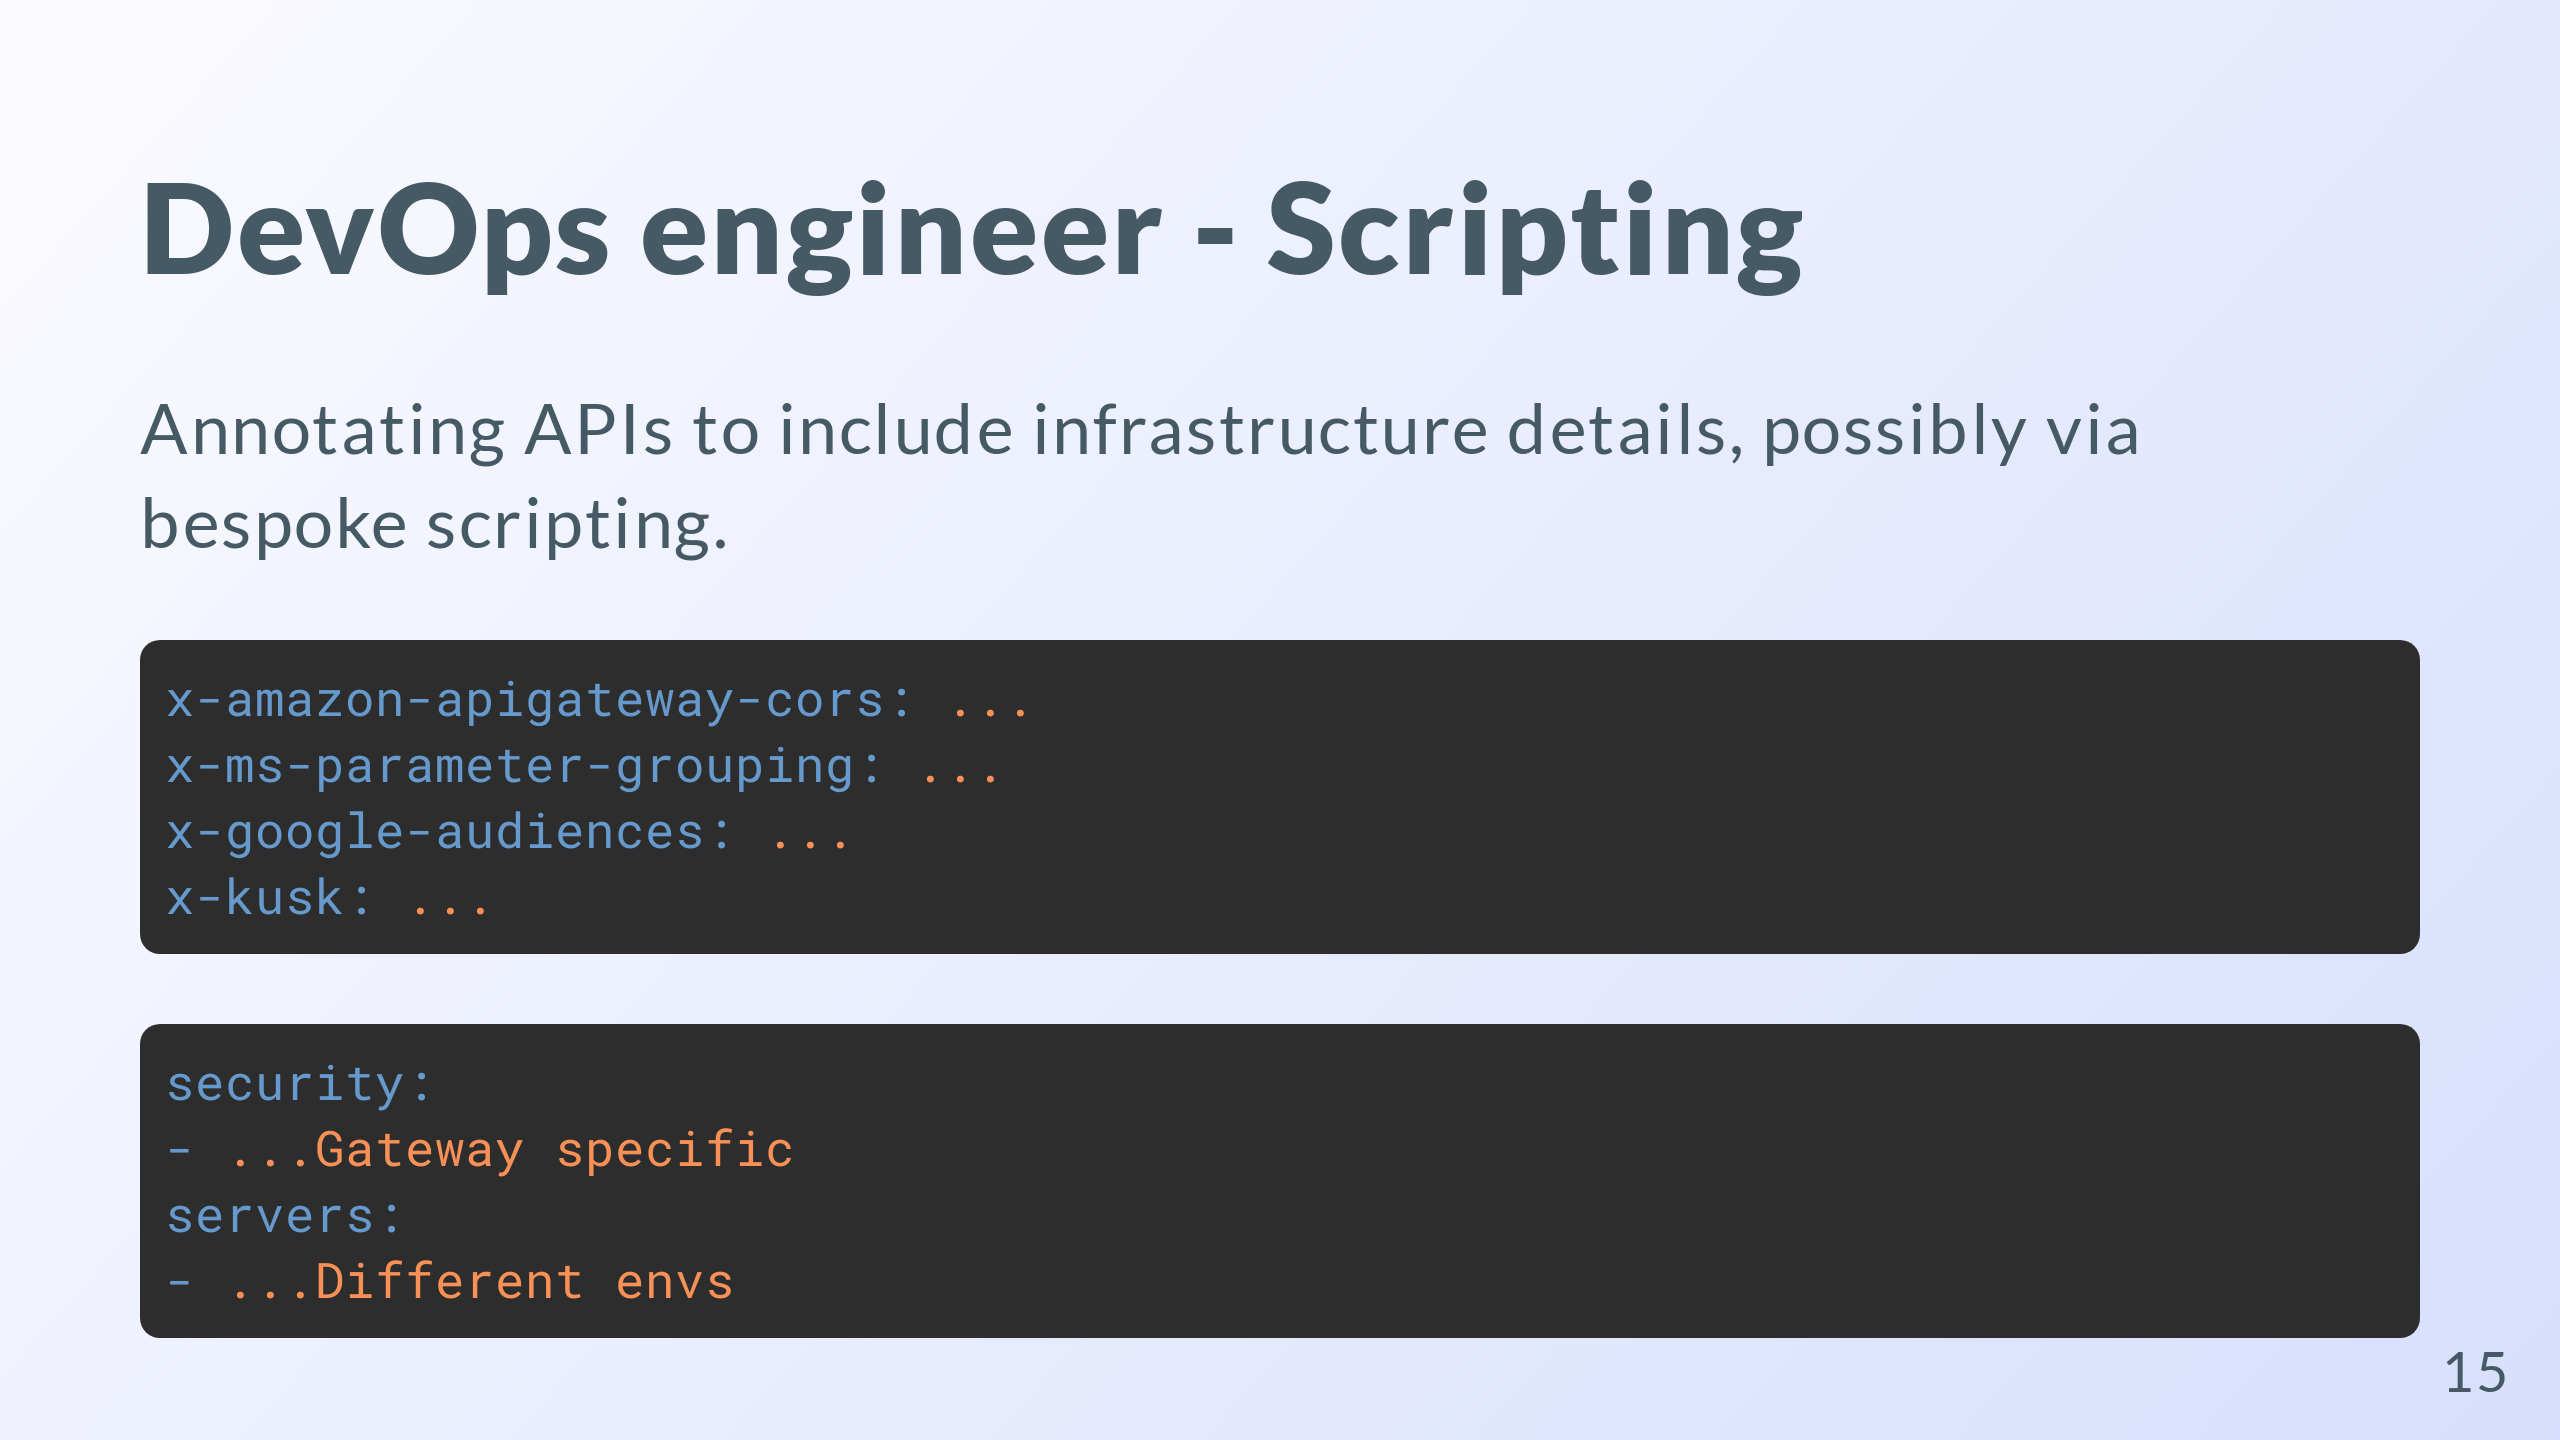 DevOps engineer - Scripting
Annotating APIs to include infrastructure details, possibly via
bespoke scripting.
x-amazon-apigateway-cors: ...
x-ms-parameter-grouping: ...
x-google-audiences: ...
x-kusk: ...
security:
- ...Gateway specific
servers:
- ...Different envs
15